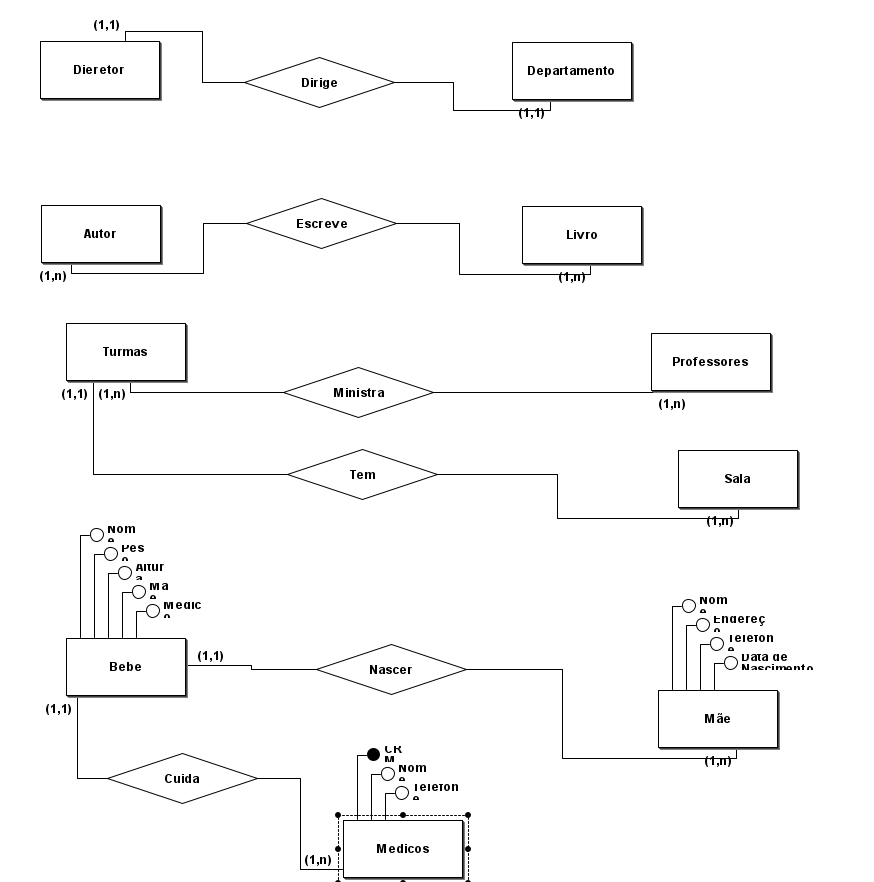 (1,1)
Dieretor
Dirige
Departamento
(1,1)
Autor
Escreve
Livro
(1,n)
(1,n)
Turmas
Professores
(1,1)
(1,n)
Ministra
(1,n)
Tem
Sala
(1,n)
Nom
e
Pes
o
Altur
a
Ma
e
Medic
o
Nom
e
Endereç
o
Telefon
e
Data de
Nascimento
Bebe
(1,1)
Nascer
Mãe
(1,1)
(1,n)
CR
M
Nom
e
Telefon
e
Cuida
Medicos
(1,n)